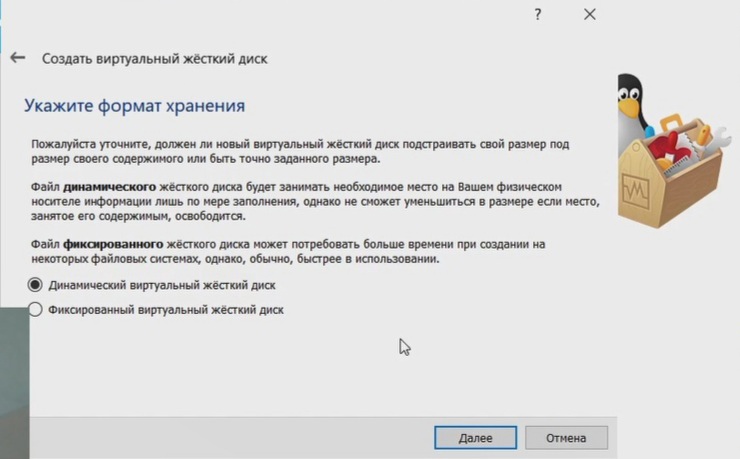 ?
Создать виртуальный жёсткий диск
Укажите формат хранения
Пожалуйста уточните, должен ли новый виртуальный жёсткий диск подстраивать свой размер под
размер своего содержимого или быть точно заданного размера.
Файл динамического жёсткого диска будет занимать необходимое место на Вашем физическом
носителе информации лишь по мере заполнения, однако не сможет уменьшиться в размере если место,
занятое его содержимым, освободится.
Файл фиксированного жёсткого диска может потребовать больше времени при создании на
некоторых файловых системах, однако, обычно, быстрее в использовании.
Динамический виртуальный жёсткий диск
Фиксированный виртуальный жёсткий диск
Далее Отмена